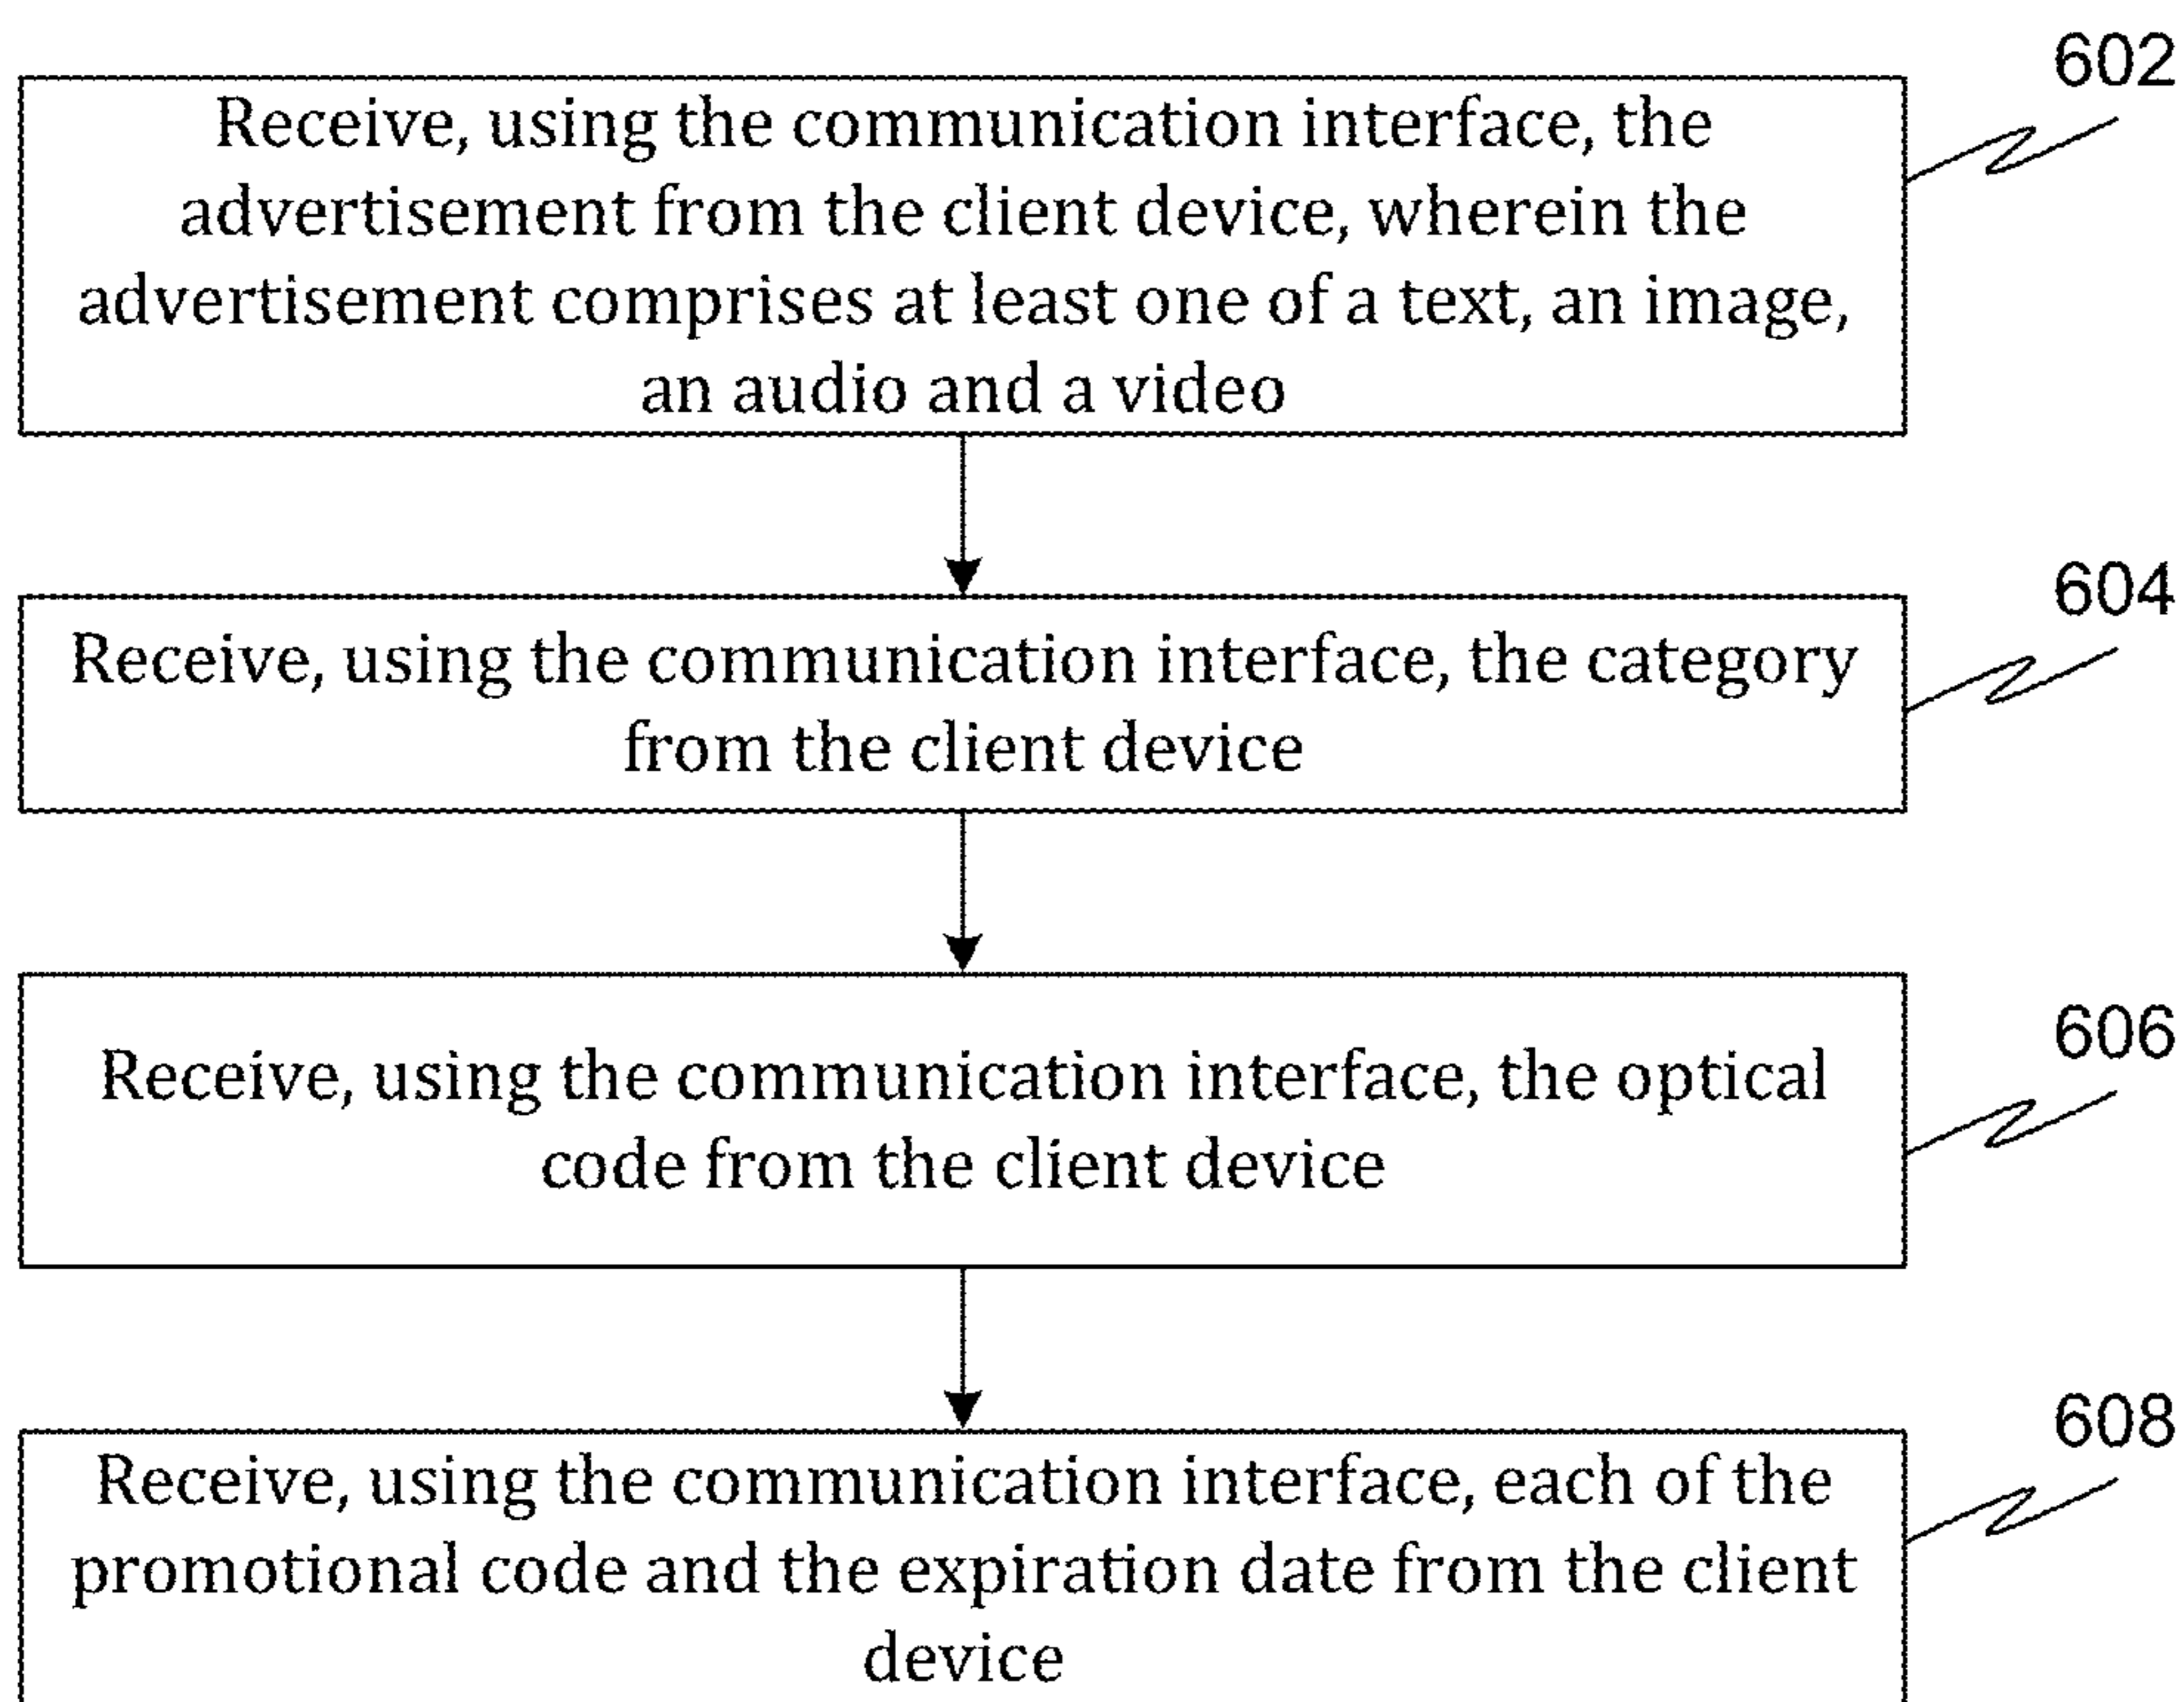 602
Receive, using the communication interface, the
advertisement from the client device, wherein the
advertisement comprises at least one of a text, an image,
an audio and a video
604
Receive, using the communication interface, the category
from the client device
606
Receive, using the communication interface, the optical
code from the client device
608
Receive, using the communication interface, each of the
promotional code and the expiration date from the client
device